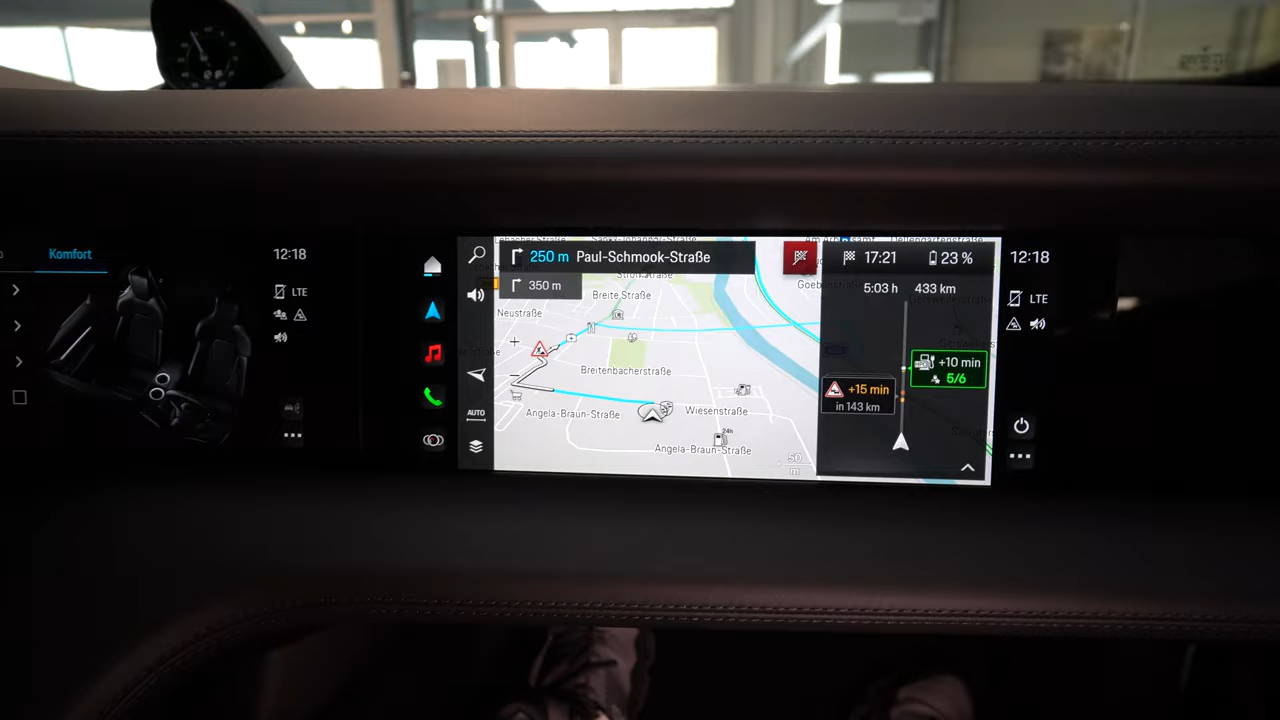 Komfort
12:18
LTE
250 m Paul-Schmook-Straße
350 m
Breite Straße
Neustraße
Breitenbacherstraße
Angela-Braun-Straße
Wiesenstraße
24h
Angela-Braun-Straße
50
m
AUTO
17:21
23 %
5:03 h
433 km
+10 min
5/6
+15 min
in 143 km
12:18
LTE